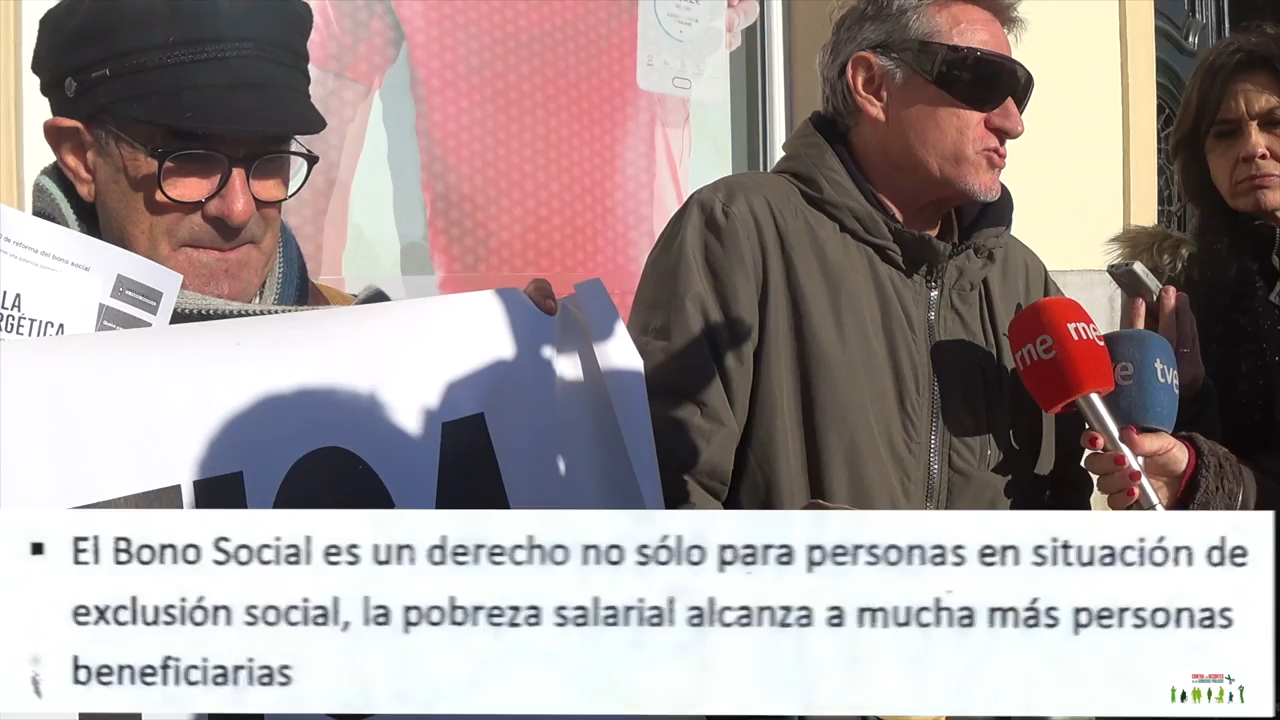 de reforma del bono social
LA
RGÉTICA
rne
rne
ve
tve
▪ El Bono Social es un derecho no sólo para personas en situación de
exclusión social, la pobreza salarial alcanza a mucha más personas
beneficiarias